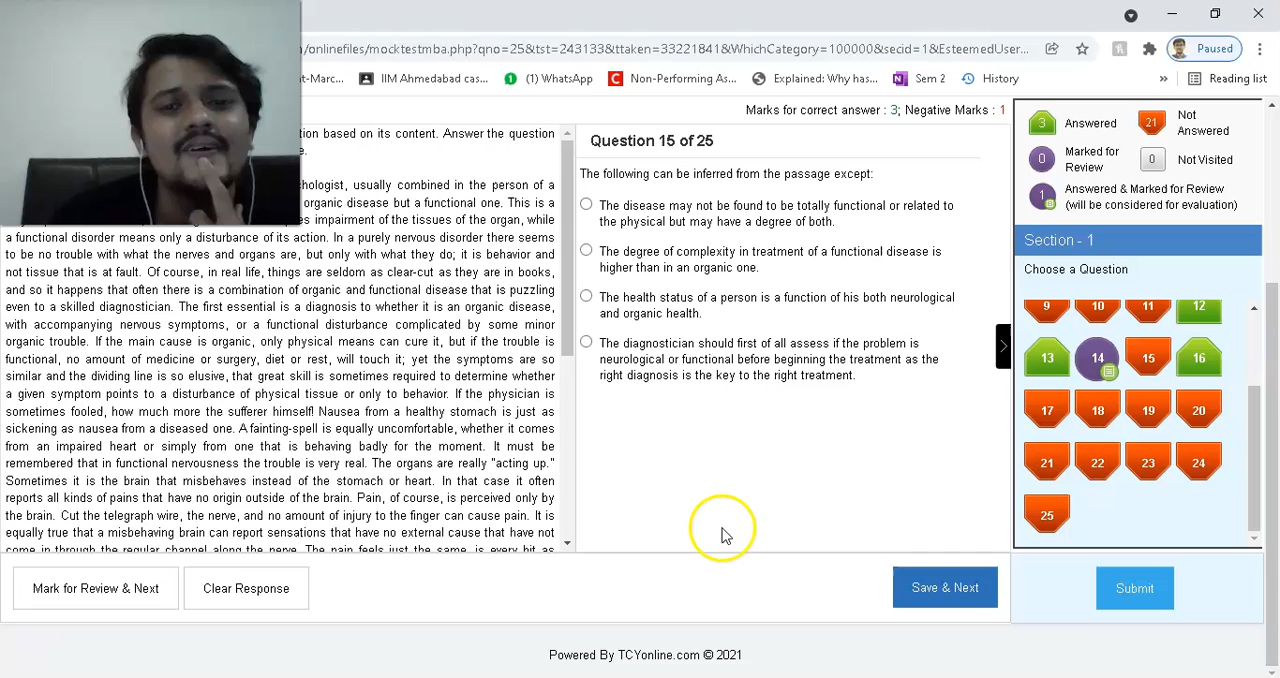 /onlinefiles/mocktestmba.php?qno=25&tst=243133&ttaken=33221841&WhichCategory=100000&secid=1&EsteemedUser...
Paused
nt-Marc...
IIM Ahmedabad cas...
(1) WhatsApp
Non-Performing As...
Explained: Why has...
Sem 2
History
»
Reading list
Marks for correct answer : 3; Negative Marks : 1
tion based on its content. Answer the question
e.
hologist, usually combined in the person of a
organic disease but a functional one. This is a
es impairment of the tissues of the organ, while
a functional disorder means only a disturbance of its action. In a purely nervous disorder there seems
to be no trouble with what the nerves and organs are, but only with what they do; it is behavior and
not tissue that is at fault. Of course, in real life, things are seldom as clear-cut as they are in books,
and so it happens that often there is a combination of organic and functional disease that is puzzling
even to a skilled diagnostician. The first essential is a diagnosis to whether it is an organic disease,
with accompanying nervous symptoms, or a functional disturbance complicated by some minor
organic trouble. If the main cause is organic, only physical means can cure it, but if the trouble is
functional, no amount of medicine or surgery, diet or rest, will touch it; yet the symptoms are so
similar and the dividing line is so elusive, that great skill is sometimes required to determine whether
a given symptom points to a disturbance of physical tissue or only to behavior. If the physician is
sometimes fooled, how much more the sufferer himself! Nausea from a healthy stomach is just as
sickening as nausea from a diseased one. A fainting-spell is equally uncomfortable, whether it comes
from an impaired heart or simply from one that is behaving badly for the moment. It must be
remembered that in functional nervousness the trouble is very real. The organs are really "acting up."
Sometimes it is the brain that misbehaves instead of the stomach or heart. In that case it often
reports all kinds of pains that have no origin outside of the brain. Pain, of course, is perceived only by
the brain. Cut the telegraph wire, the nerve, and no amount of injury to the finger can cause pain. It is
equally true that a misbehaving brain can report sensations that have no external cause that have not
come in through the regular channel along the nerve. The pain feels just the same, is every bit as
Question 15 of 25
The following can be inferred from the passage except:
The disease may not be found to be totally functional or related to
the physical but may have a degree of both.
The degree of complexity in treatment of a functional disease is
higher than in an organic one.
The health status of a person is a function of his both neurological
and organic health.
The diagnostician should first of all assess if the problem is
neurological or functional before beginning the treatment as the
right diagnosis is the key to the right treatment.
3 Answered
21 Not
Answered
0 Marked for
Review
0 Not Visited
1 Answered & Marked for Review
(will be considered for evaluation)
Section - 1
Choose a Question
9 10 11 12
13 14 15 16
17 18 19 20
21 22 23 24
25
Mark for Review & Next
Clear Response
Save & Next
Submit
Powered By TCYonline.com © 2021